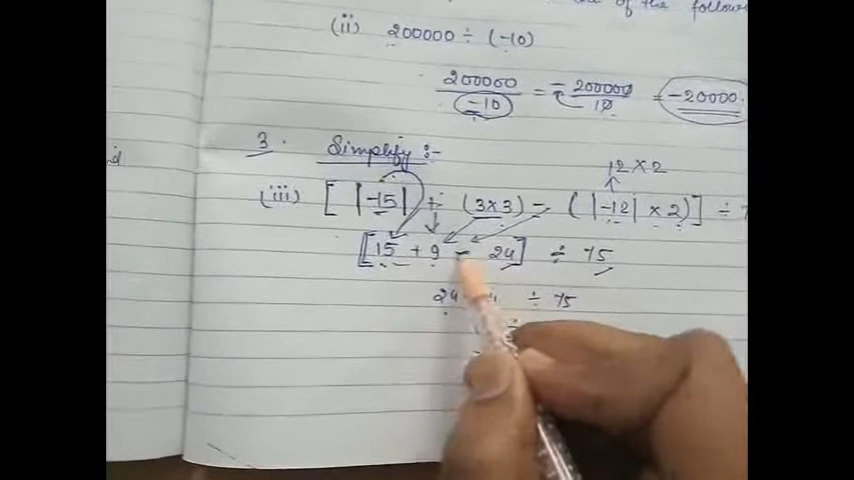 of the follow
(ii) 200000 ÷ (-10)
200000 / -10 = -200000 / 10 = -20000.
3. Simplify :-
12 × 2
(iii) [ |-15| + (3×3) - ( |-12| × 2) ] ÷ 7
[ 15 + 9 - 24 ] ÷ 75
24 ÷ 75